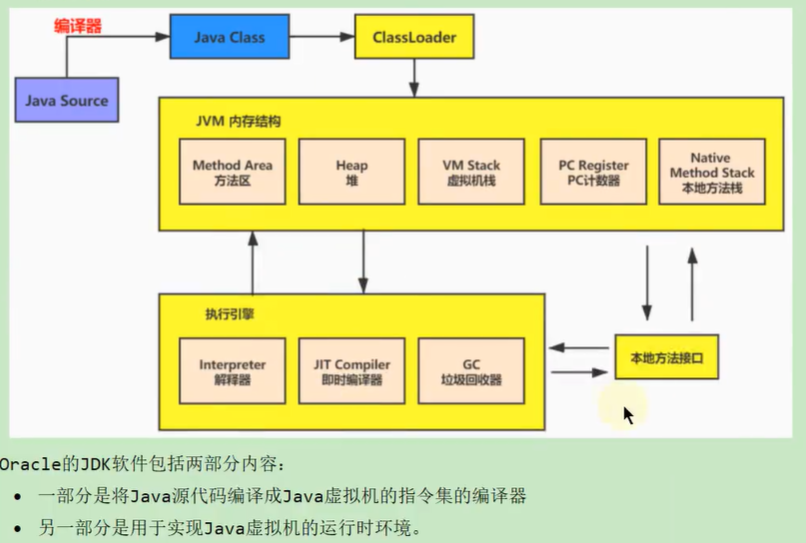 编译器
Java Class
ClassLoader
Java Source
JVM 内存结构
Method Area
方法区
Heap
堆
VM Stack
虚拟机栈
PC Register
PC计数器
Native
Method Stack
本地方法栈
执行引擎
Interpreter
解释器
JIT Compiler
即时编译器
GC
垃圾回收器
本地方法接口
Oracle的JDK软件包括两部分内容：
• 一部分是将Java源代码编译成Java虚拟机的指令集的编译器
• 另一部分是用于实现Java虚拟机的运行时环境。